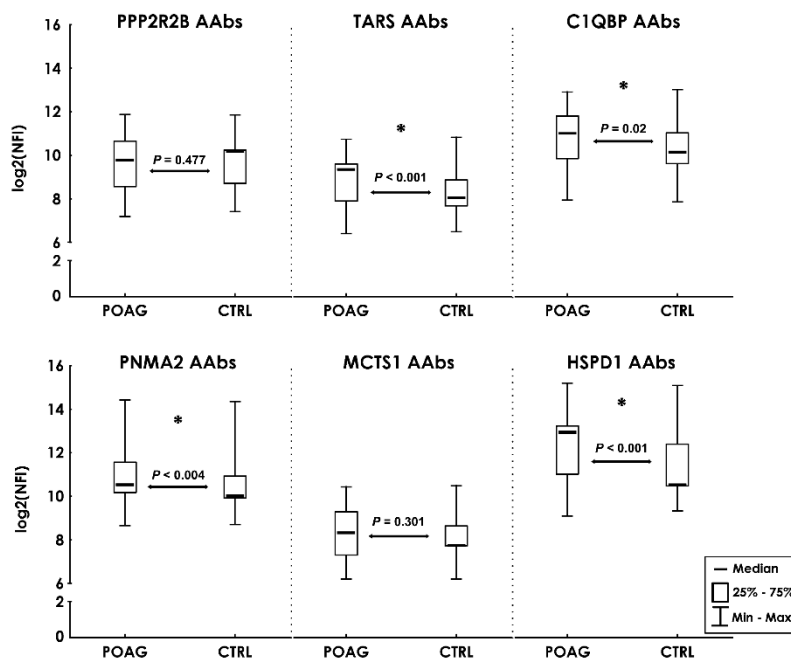 PPP2R2B AAbs TARS AAbs C1QBP AAbs
log2(NFI)
16
14
12
10
8
6
2
0
P = 0.477
*
P < 0.001
*
P = 0.02
POAG CTRL POAG CTRL POAG CTRL
PNMA2 AAbs MCTS1 AAbs HSPD1 AAbs
log2(NFI)
16
14
12
10
8
6
2
0
*
P < 0.004
P = 0.301
*
P < 0.001
Median
25% - 75%
Min - Max
POAG CTRL POAG CTRL POAG CTRL